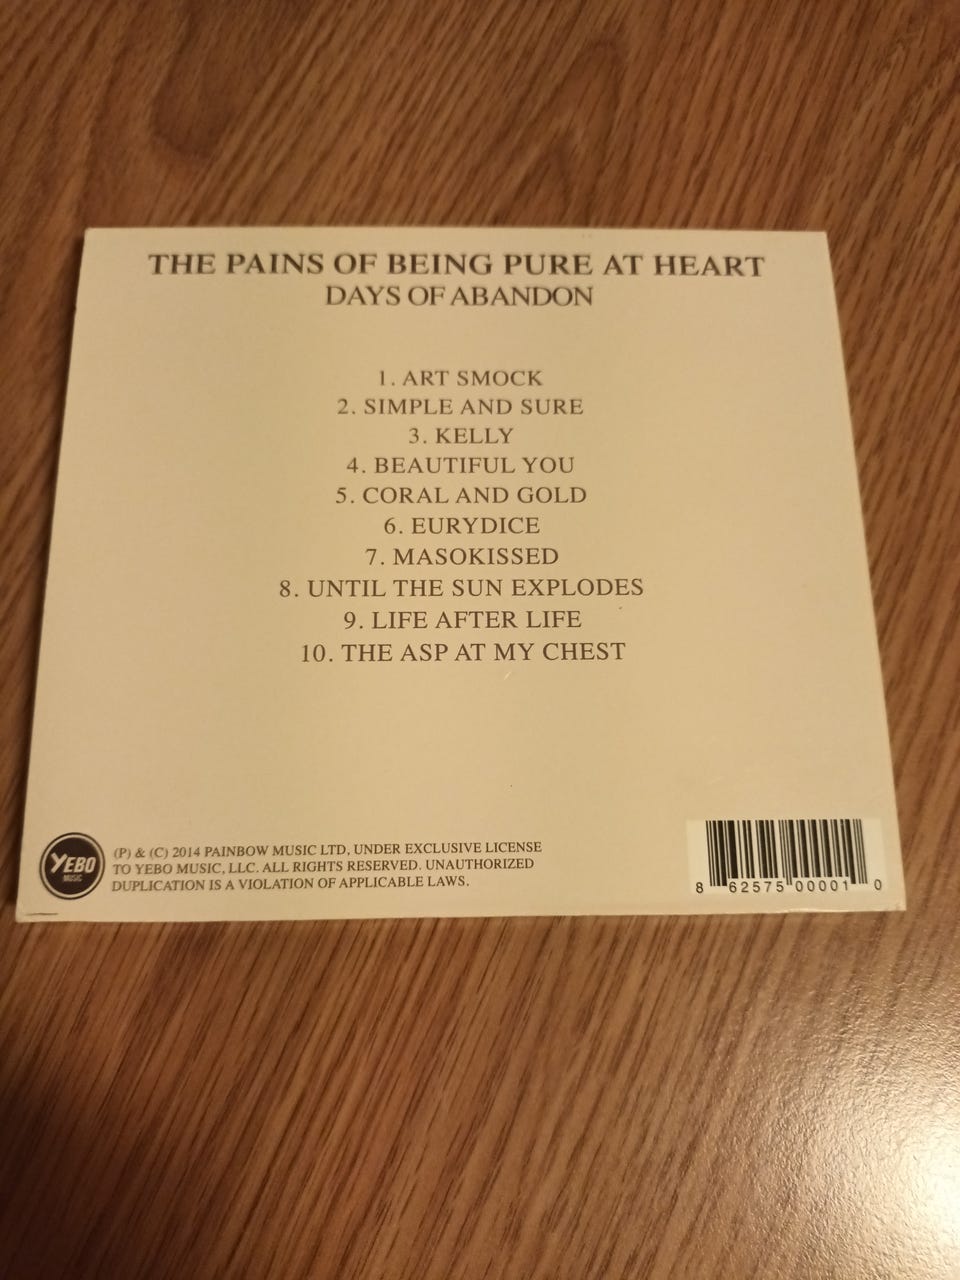 THE PAINS OF BEING PURE AT HEART
DAYS OF ABANDON
1. ART SMOCK
2. SIMPLE AND SURE
3. KELLY
4. BEAUTIFUL YOU
5. CORAL AND GOLD
6. EURYDICE
7. MASOKISSED
8. UNTIL THE SUN EXPLODES
9. LIFE AFTER LIFE
10. THE ASP AT MY CHEST
YEBO
MUSIC
(P) & (C) 2014 PAINBOW MUSIC LTD, UNDER EXCLUSIVE LICENSE
TO YEBO MUSIC, LLC. ALL RIGHTS RESERVED. UNAUTHORIZED
DUPLICATION IS A VIOLATION OF APPLICABLE LAWS.
8 62575 00001 0